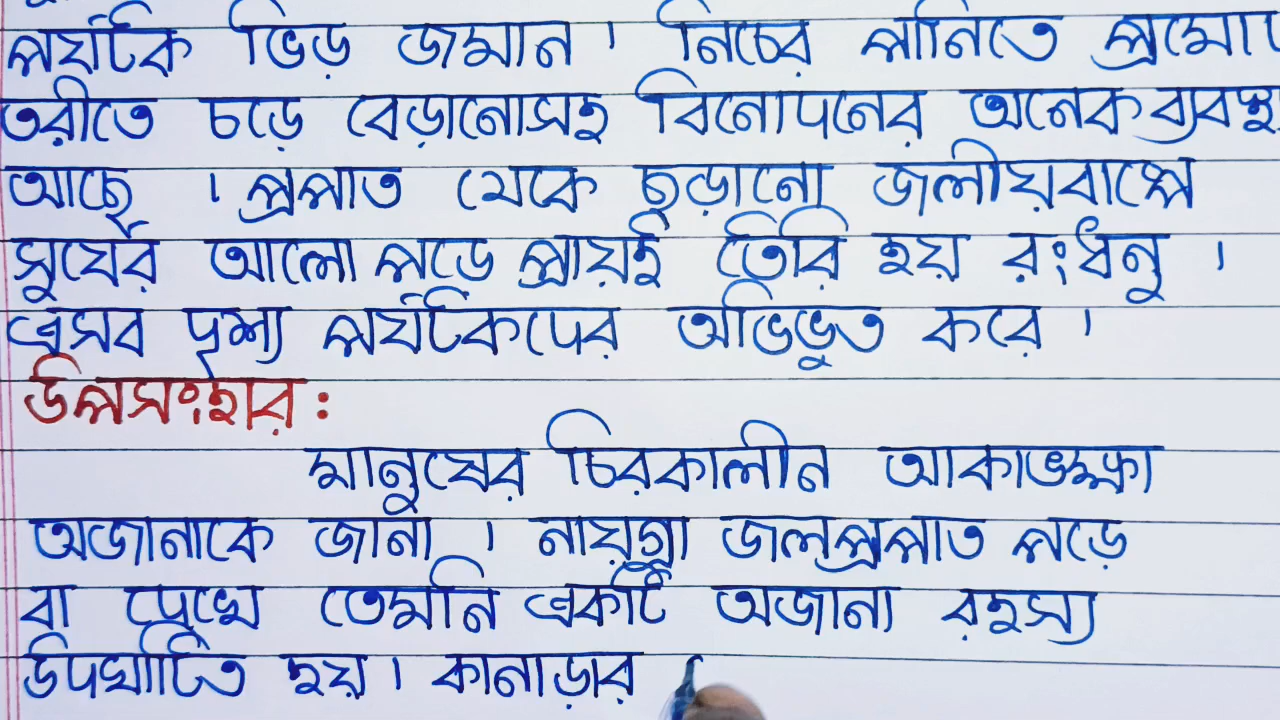 পর্যটক ভিড় জমান । নিচের পানিতে প্রমো
তরীতে চড়ে বেড়ানোসহ বিনোদনের অনেক ব্যবস্থা
আছে । প্রপাত থেকে ছড়ানো জলীয়বাষ্পে
সূর্যের আলো পড়ে প্রায়ই তৈরি হয় রংধনু ।
এসব দৃশ্য পর্যটকদের অভিভূত করে ।
উপসংহার :
মানুষের চিরকালীন আকাঙ্ক্ষা
অজানাকে জানা । নায়গ্রা জলপ্রপাত পড়ে
বা দেখে তেমনি একটি অজানা রহস্য
উদঘাটিত হয় । কানাডার